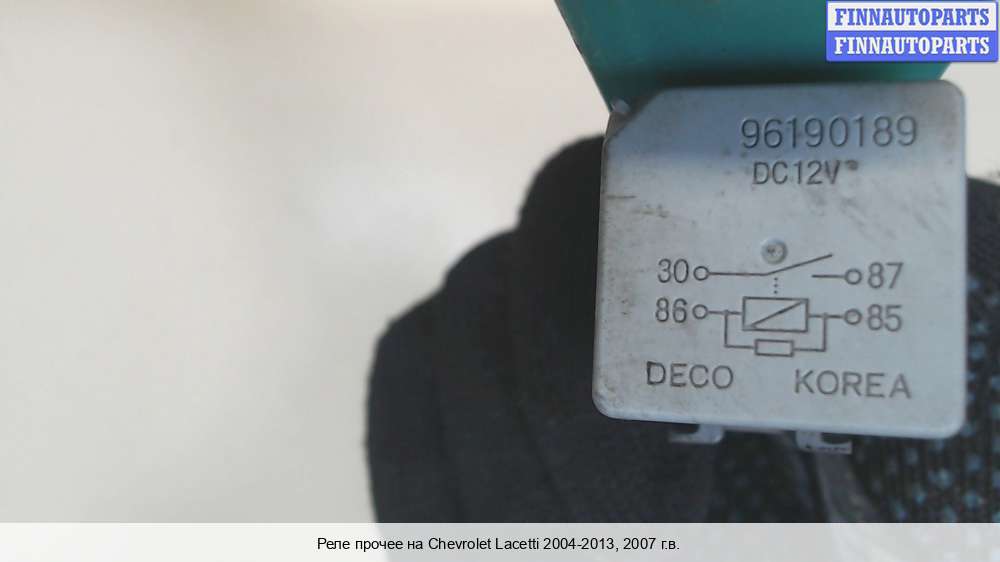 FINNAUTOPARTS
FINNAUTOPARTS
96190189
DC12V
30 87
86 85
DECO KOREA
Реле прочее на Chevrolet Lacetti 2004-2013, 2007 г.в.